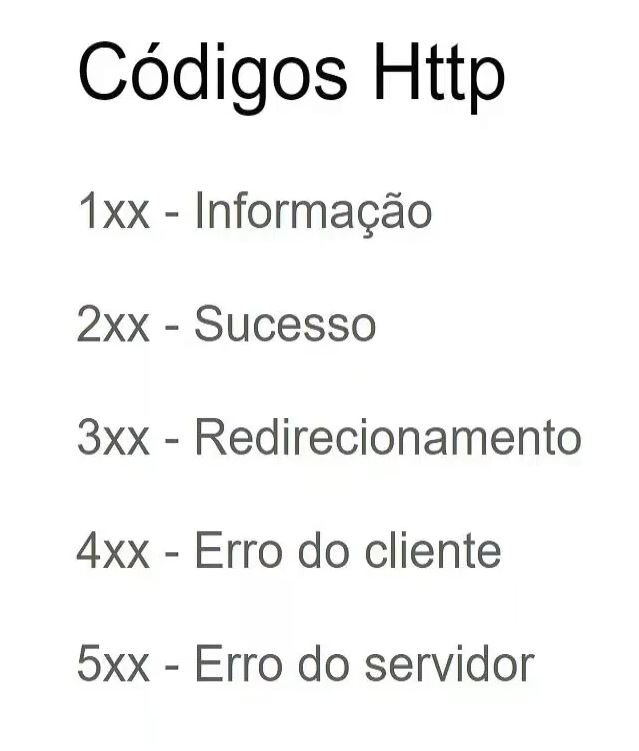 Códigos Http
1xx - Informação
2xx - Sucesso
3xx - Redirecionamento
4xx - Erro do cliente
5xx - Erro do servidor